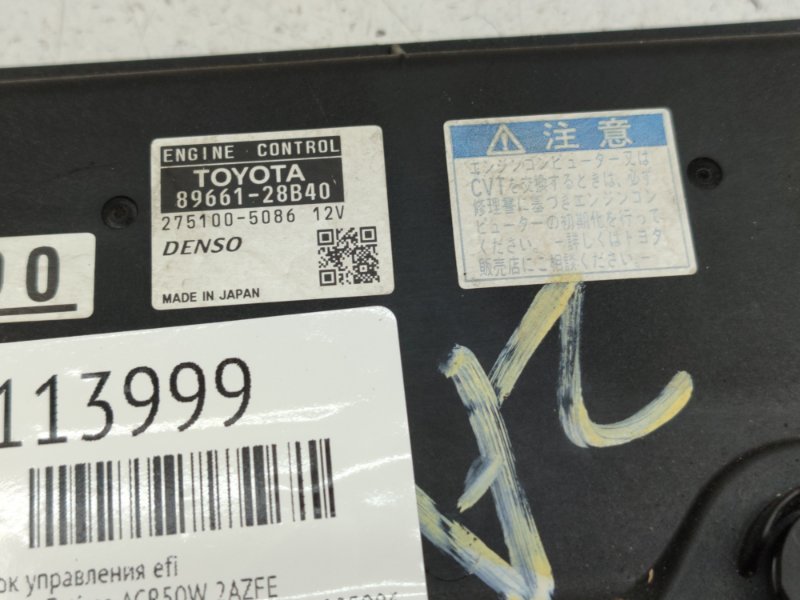 ENGINE CONTROL
TOYOTA
89661-28B40
275100-5086 12V
DENSO
MADE IN JAPAN
注意
エンジンコンピューター又は
CVTを交換するときは、必ず
修理書に基づきエンジンコン
ピューターの初期化を行って
ください。-詳しくはトヨタ
販売店にご相談ください。-
00
113999
ок управления efi
ACR50W 2AZFE